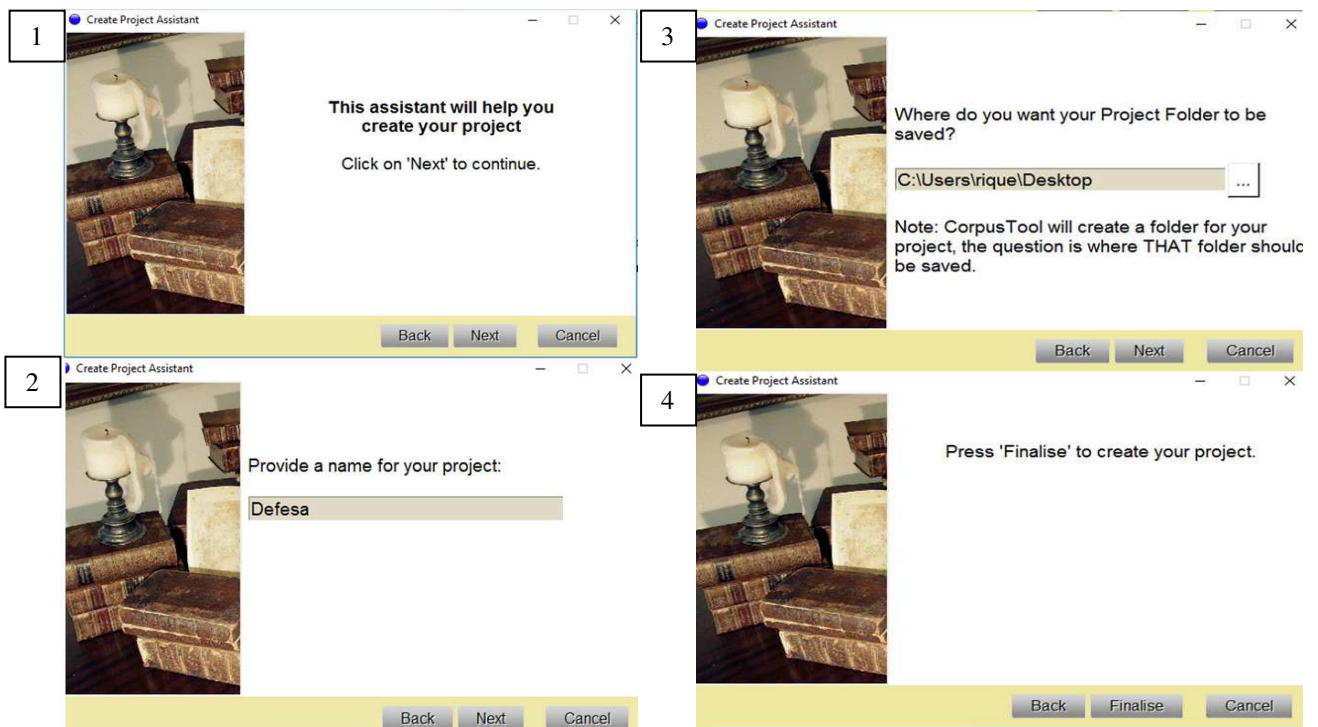 1
Create Project Assistant
This assistant will help you
create your project
Click on 'Next' to continue.
Back Next Cancel
2
Create Project Assistant
Provide a name for your project:
Defesa
Back Next Cancel
3
Create Project Assistant
Where do you want your Project Folder to be
saved?
C:\Users\rique\Desktop ...
Note: CorpusTool will create a folder for your
project, the question is where THAT folder should
be saved.
Back Next Cancel
4
Create Project Assistant
Press 'Finalise' to create your project.
Back Finalise Cancel